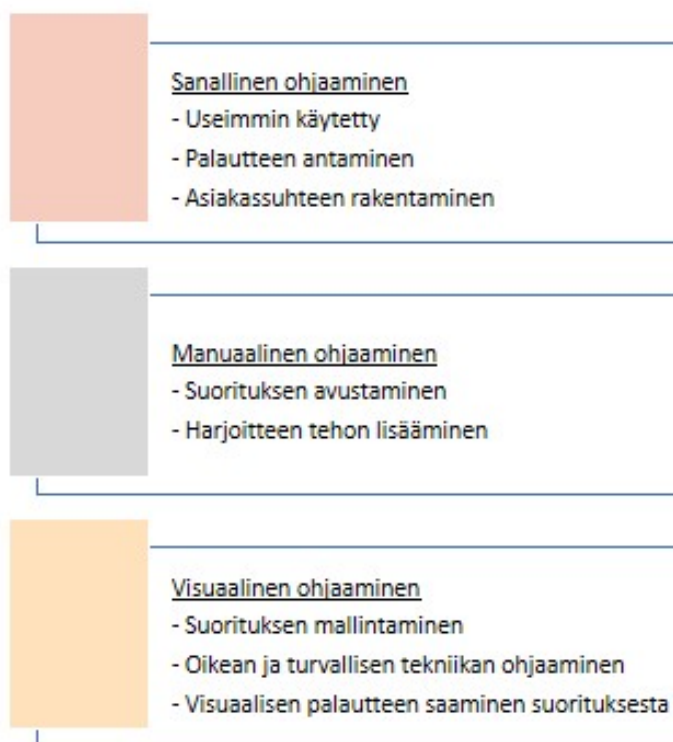 Sanallinen ohjaaminen
- Useimmin käytetty
- Palautteen antaminen
- Asiakassuhteen rakentaminen
Manuaalinen ohjaaminen
- Suorituksen avustaminen
- Harjoitteen tehon lisääminen
Visuaalinen ohjaaminen
- Suorituksen mallintaminen
- Oikean ja turvallisen tekniikan ohjaaminen
- Visuaalisen palautteen saaminen suorituksesta